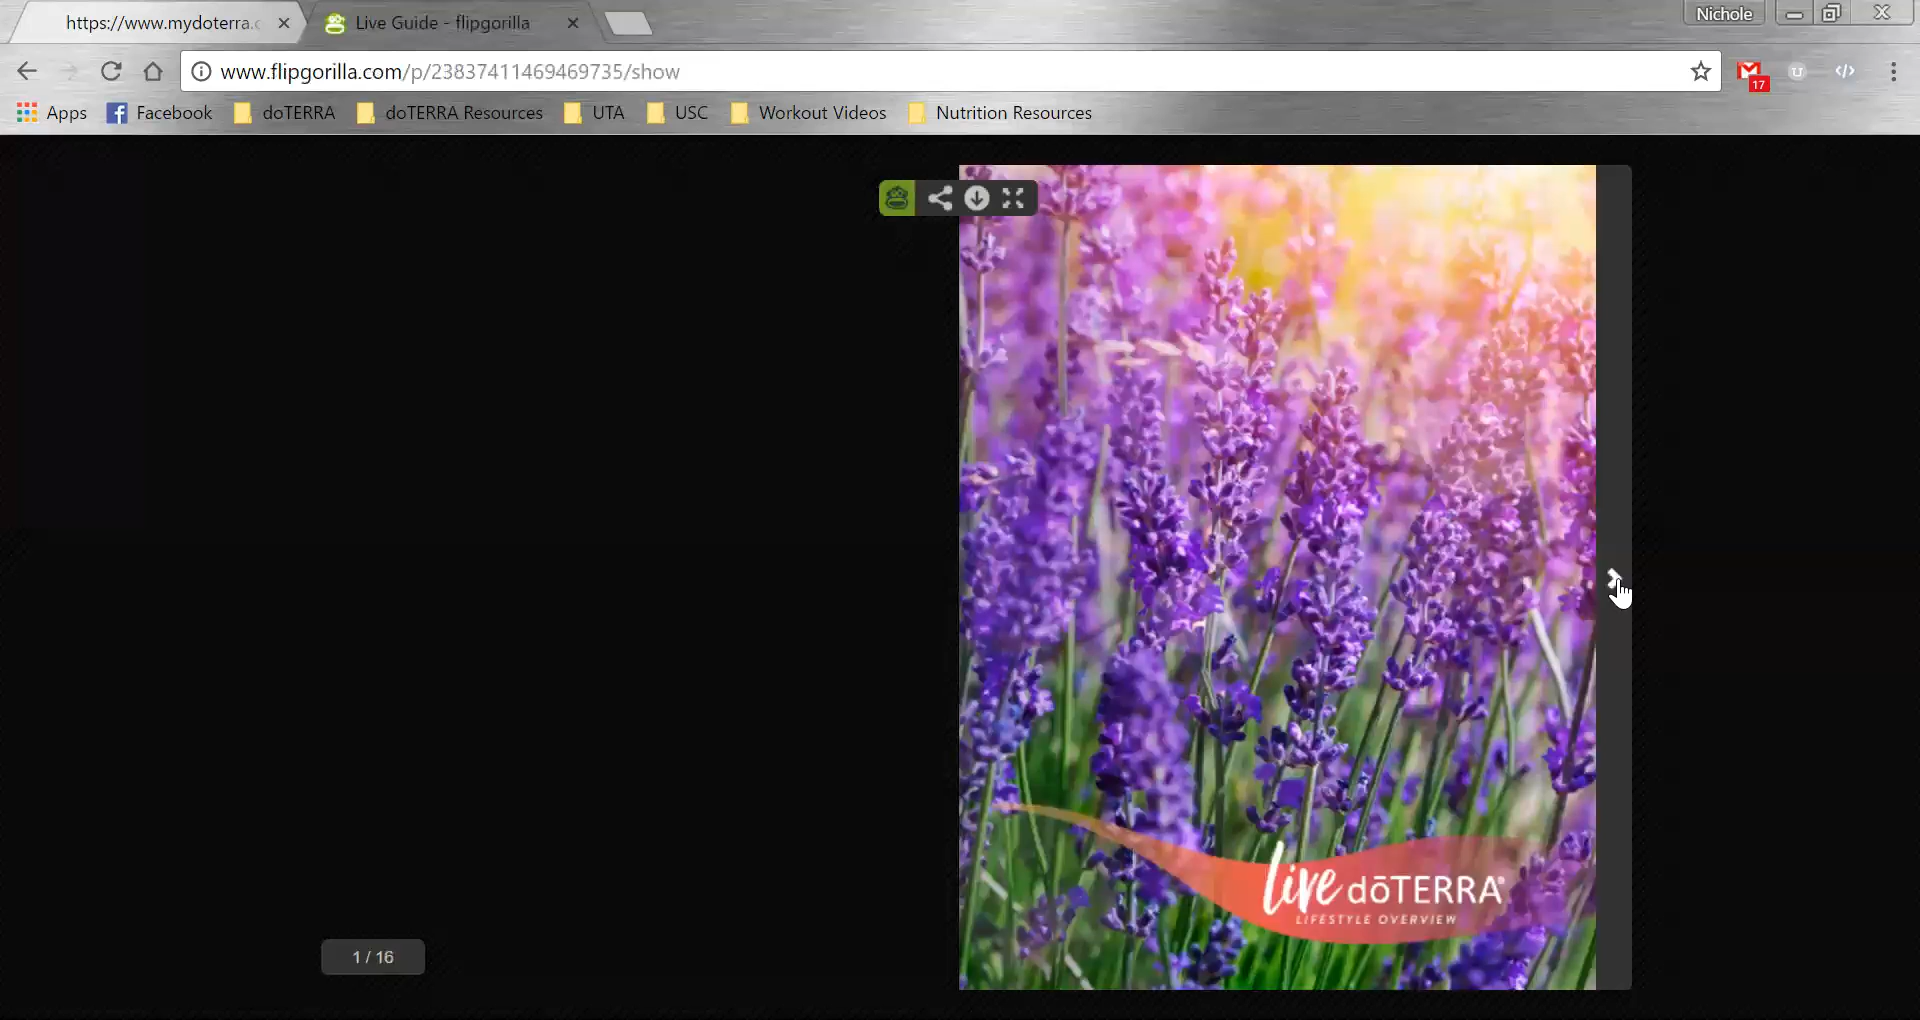 https://www.mydoterra.c
Live Guide - flipgorilla
Nichole
www.flipgorilla.com/p/23837411469469735/show
17
Apps
Facebook
doTERRA
doTERRA Resources
UTA
USC
Workout Videos
Nutrition Resources
Live dōTERRA®
LIFESTYLE OVERVIEW
1 / 16